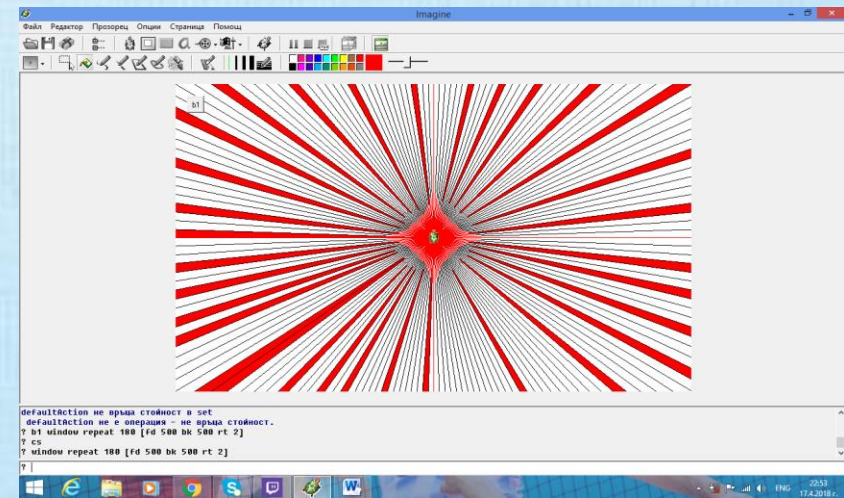 Imagine
Файл Редактор Прозорец Опции Страница Помощ
b1
defaultAction не връща стойност в set
defaultAction не е операция - не връща стойност.
? b1 window repeat 180 [fd 500 bk 500 rt 2]
? cs
? window repeat 180 [fd 500 bk 500 rt 2]
?
ENG
22:53
17.4.2018 г.